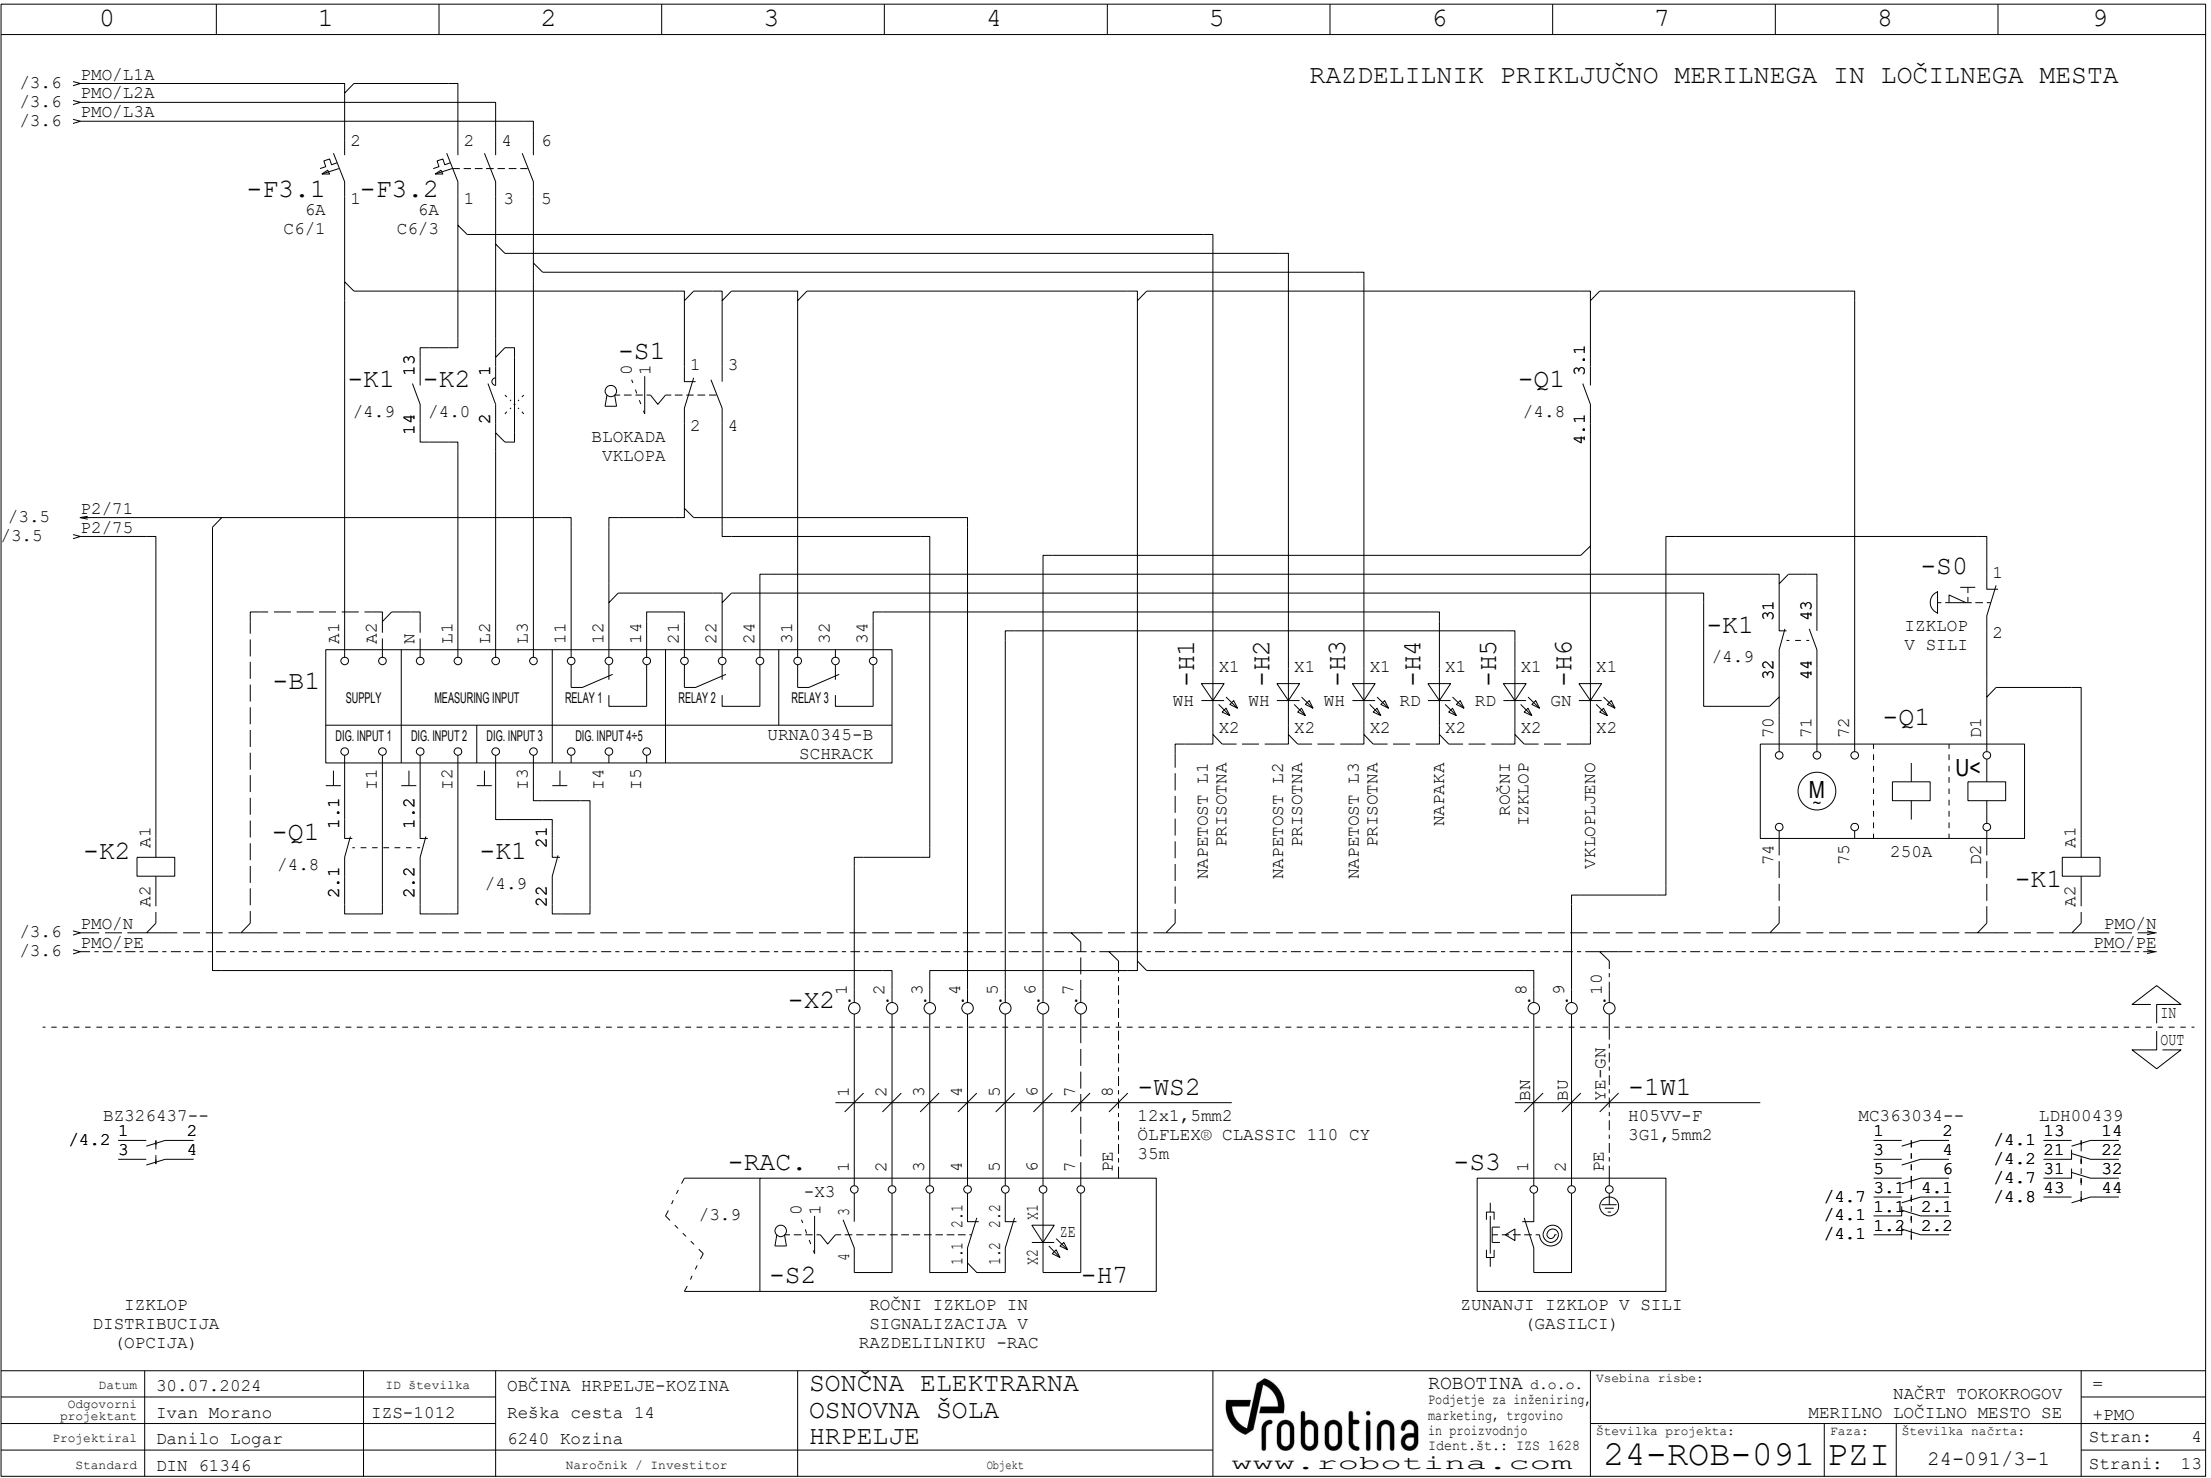 0 1 2 3 4 5 6 7 8 9
RAZDELILNIK PRIKLJUČNO MERILNEGA IN LOČILNEGA MESTA
/3.6 PMO/L1A
/3.6 PMO/L2A
/3.6 PMO/L3A
2 2 4 6
-F3.1
6A
C6/1
1
-F3.2
6A
C6/3
1 3 5
-K1
/4.9
13
14
-K2
/4.0
1
2
-S1
0 1
1 3
2 4
BLOKADA
VKLOPA
-Q1
/4.8
3.1
4.1
/3.5 P2/71
/3.5 P2/75
-S0
1
2
IZKLOP
V SILI
-K1
/4.9
31 43
32 44
A1 A2 N L1 L2 L3 11 12 14 21 22 24 31 32 34
-B1
SUPPLY
MEASURING INPUT
RELAY 1
RELAY 2
RELAY 3
DIG. INPUT 1
DIG. INPUT 2
DIG. INPUT 3
DIG. INPUT 4÷5
URNA0345-B
SCHRACK
I1 I2 I3 I4 I5
-H1 X1 WH X2
-H2 X1 WH X2
-H3 X1 WH X2
-H4 X1 RD X2
-H5 X1 RD X2
-H6 X1 GN X2
NAPETOST L1
PRISOTNA
NAPETOST L2
PRISOTNA
NAPETOST L3
PRISOTNA
NAPAKA
ROČNI
IZKLOP
VKLOPLJENO
-Q1
70 71 72 D1
M
~
U<
74 75 250A D2
-K2
A1
A2
-Q1
/4.8
1.1 1.2
2.1 2.2
-K1
/4.9
21
22
-K1
A1
A2
/3.6 PMO/N
/3.6 PMO/PE
PMO/N
PMO/PE
-X2
1 2 3 4 5 6 7 8 9 10
IN
OUT
1 2 3 4 5 6 7 8
-WS2
12x1,5mm2
ÖLFLEX® CLASSIC 110 CY
35m
BN BU YE-GN
-1W1
H05VV-F
3G1,5mm2
BZ326437--
/4.2 1 2
3 4
MC363034--
1 2
3 4
5 6
/4.7 3.1 4.1
/4.1 1.1 2.1
/4.1 1.2 2.2
LDH00439
/4.1 13 14
/4.2 21 22
/4.7 31 32
/4.8 43 44
-RAC.
1 2 3 4 5 6 7 PE
/3.9
-X3
0 1
3 4
2.1 1.1
2.2 1.2
X1 X2
ZE
-S2
-H7
ROČNI IZKLOP IN
SIGNALIZACIJA V
RAZDELILNIKU -RAC
-S3
1 2 PE
E
ZUNANJI IZKLOP V SILI
(GASILCI)
IZKLOP
DISTRIBUCIJA
(OPCIJA)
Datum 30.07.2024 ID številka
Odgovorni projektant Ivan Morano IZS-1012
Projektiral Danilo Logar
Standard DIN 61346
OBČINA HRPELJE-KOZINA
Reška cesta 14
6240 Kozina
Naročnik / Investitor
SONČNA ELEKTRARNA
OSNOVNA ŠOLA
HRPELJE
Objekt
robotina
www.robotina.com
ROBOTINA d.o.o.
Podjetje za inženiring,
marketing, trgovino
in proizvodnjo
Ident.št.: IZS 1628
Vsebina risbe:
NAČRT TOKOKROGOV
MERILNO LOČILNO MESTO SE
Številka projekta:
24-ROB-091
Faza:
PZI
Številka načrta:
24-091/3-1
=
+PMO
Stran: 4
Strani: 13